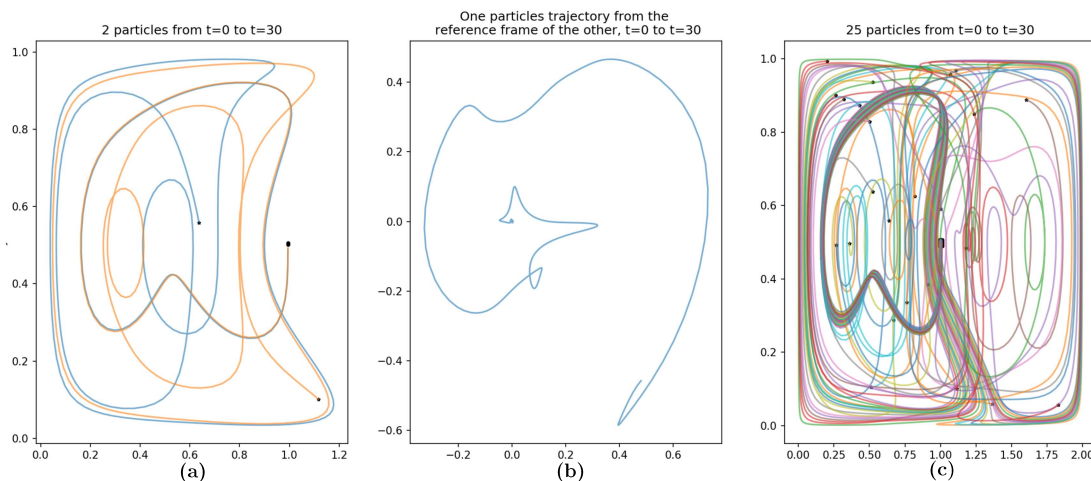 2 particles from t=0 to t=30
One particles trajectory from the
reference frame of the other, t=0 to t=30
25 particles from t=0 to t=30
1.0
0.8
0.6
0.4
0.2
0.0
0.0 0.2 0.4 0.6 0.8 1.0 1.2
(a)
0.4
0.2
0.0
−0.2
−0.4
−0.6
−0.2 0.0 0.2 0.4 0.6
(b)
1.0
0.8
0.6
0.4
0.2
0.0
0.00 0.25 0.50 0.75 1.00 1.25 1.50 1.75 2.00
(c)